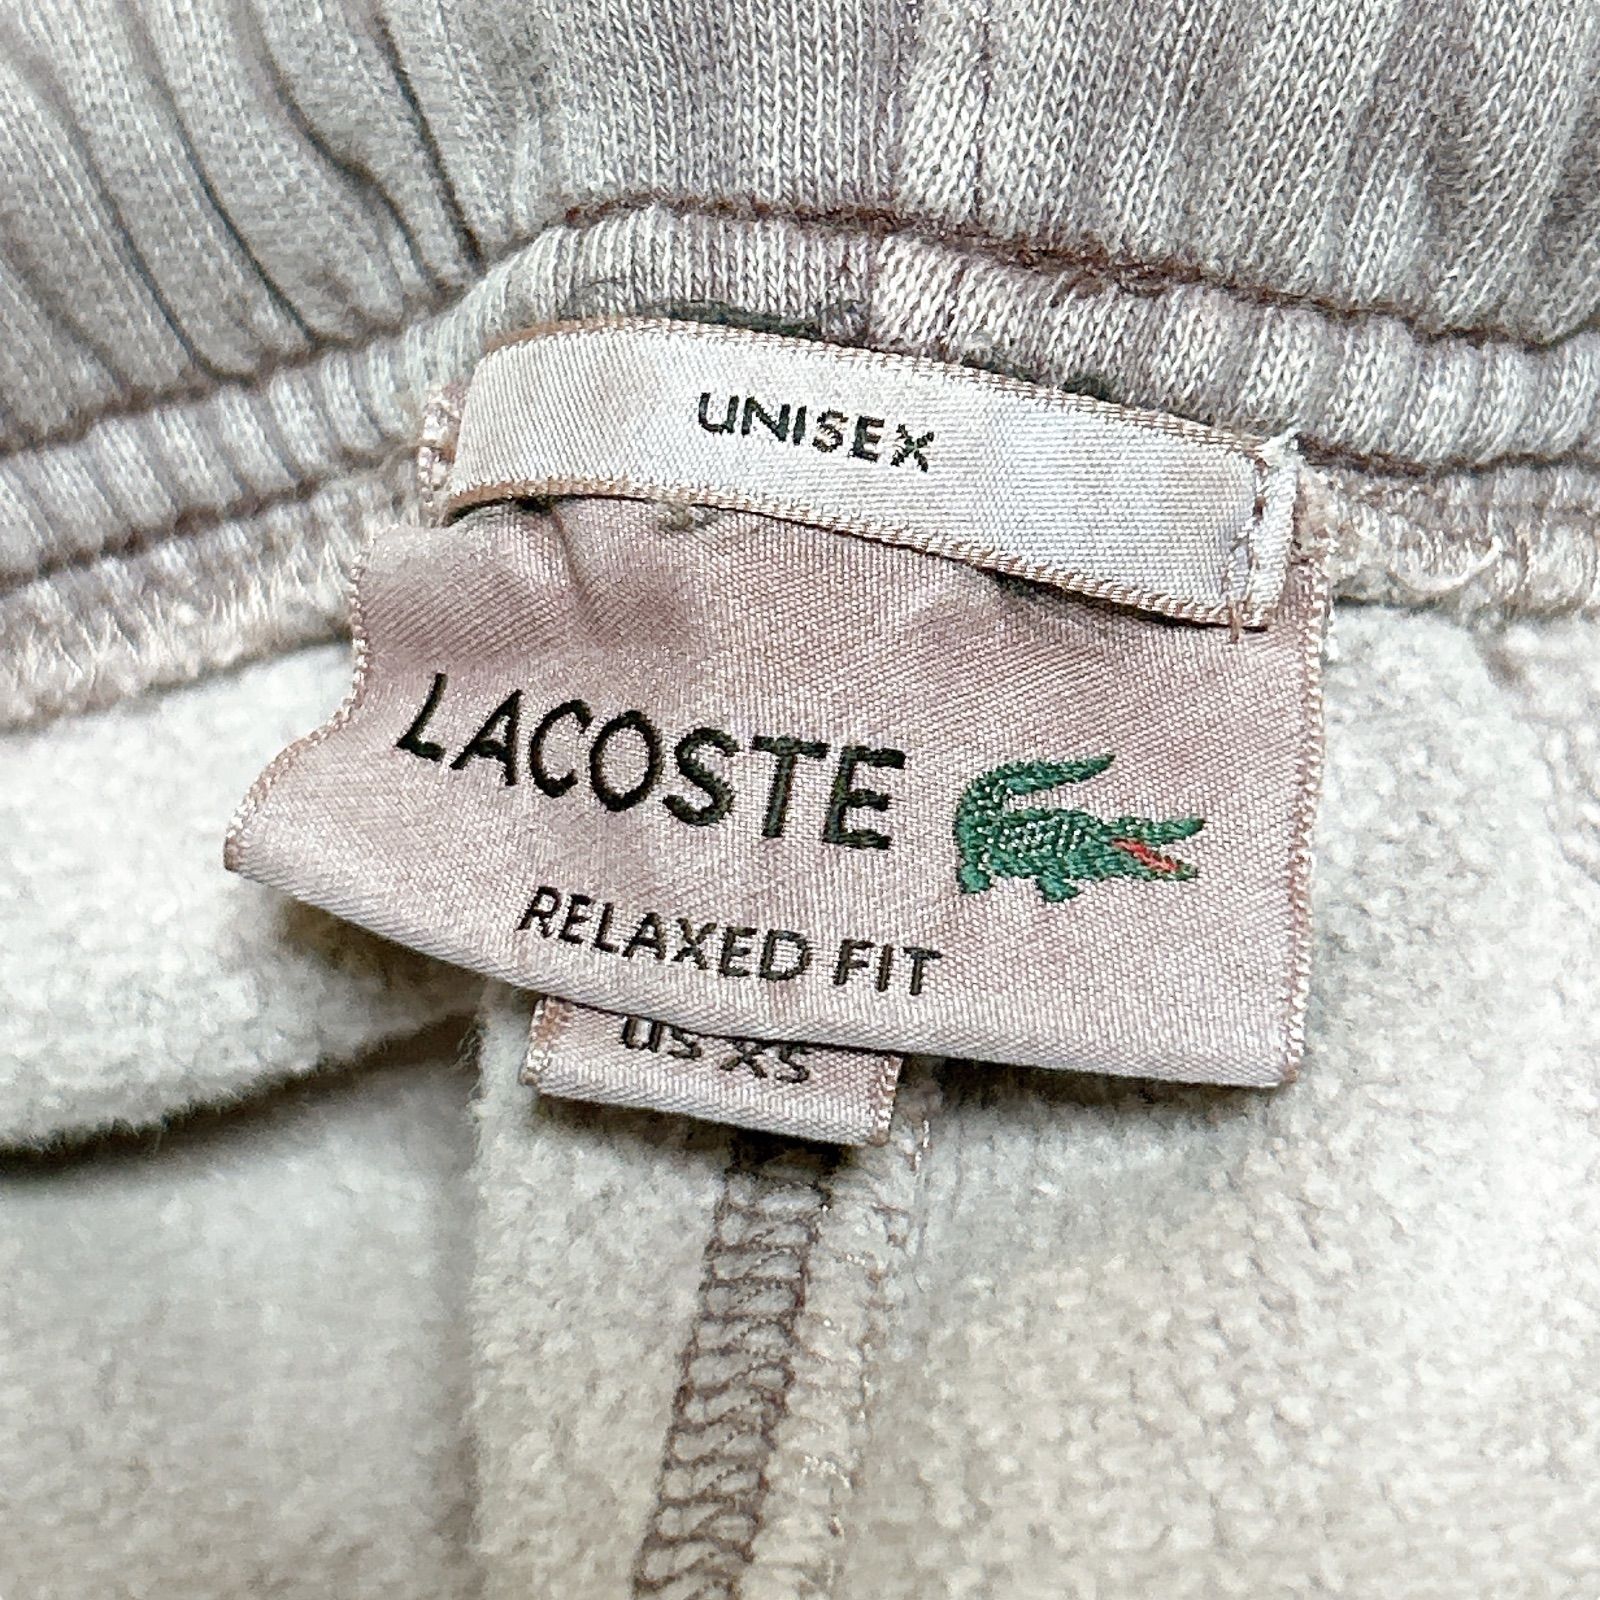 UNISEX
LACOSTE
RELAXED FIT
US XS